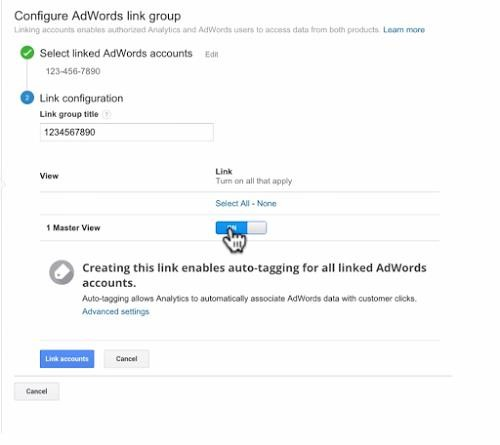 Configure AdWords link group
Linking accounts enables authorized Analytics and AdWords users to access data from both products. Learn more
Select linked AdWords accounts Edit
123-456-7890
2 Link configuration
Link group title ?
1234567890
View Link
Turn on all that apply
Select All - None
1 Master View ON
Creating this link enables auto-tagging for all linked AdWords
accounts.
Auto-tagging allows Analytics to automatically associate AdWords data with customer clicks.
Advanced settings
Link accounts Cancel
Cancel